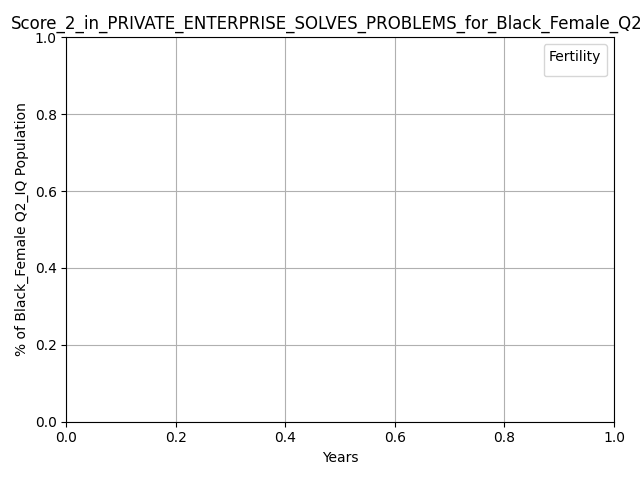 Score_2_in_PRIVATE_ENTERPRISE_SOLVES_PROBLEMS_for_Black_Female_Q2
Fertility
% of Black_Female Q2_IQ Population
1.0
0.8
0.6
0.4
0.2
0.0
0.0 0.2 0.4 0.6 0.8 1.0
Years